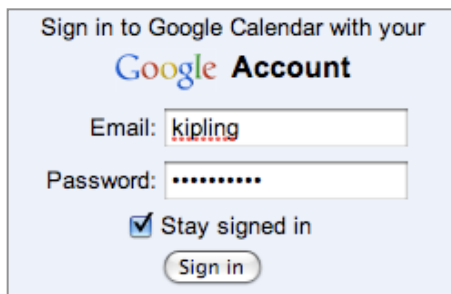 Sign in to Google Calendar with your
Google Account
Email: kipling
Password: ••••••••••
Stay signed in
Sign in